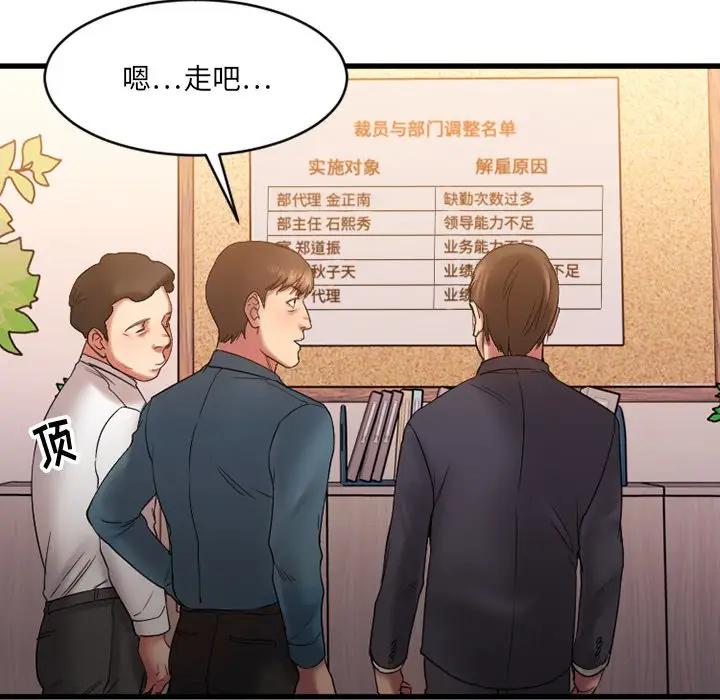 嗯...走吧...
裁员与部门调整名单
实施对象 解雇原因
部代理 金正南 缺勤次数过多
部主任 石熙秀 领导能力不足
郑道振 业务能力不足
秋子天 业绩 不足
代理 业绩
顶